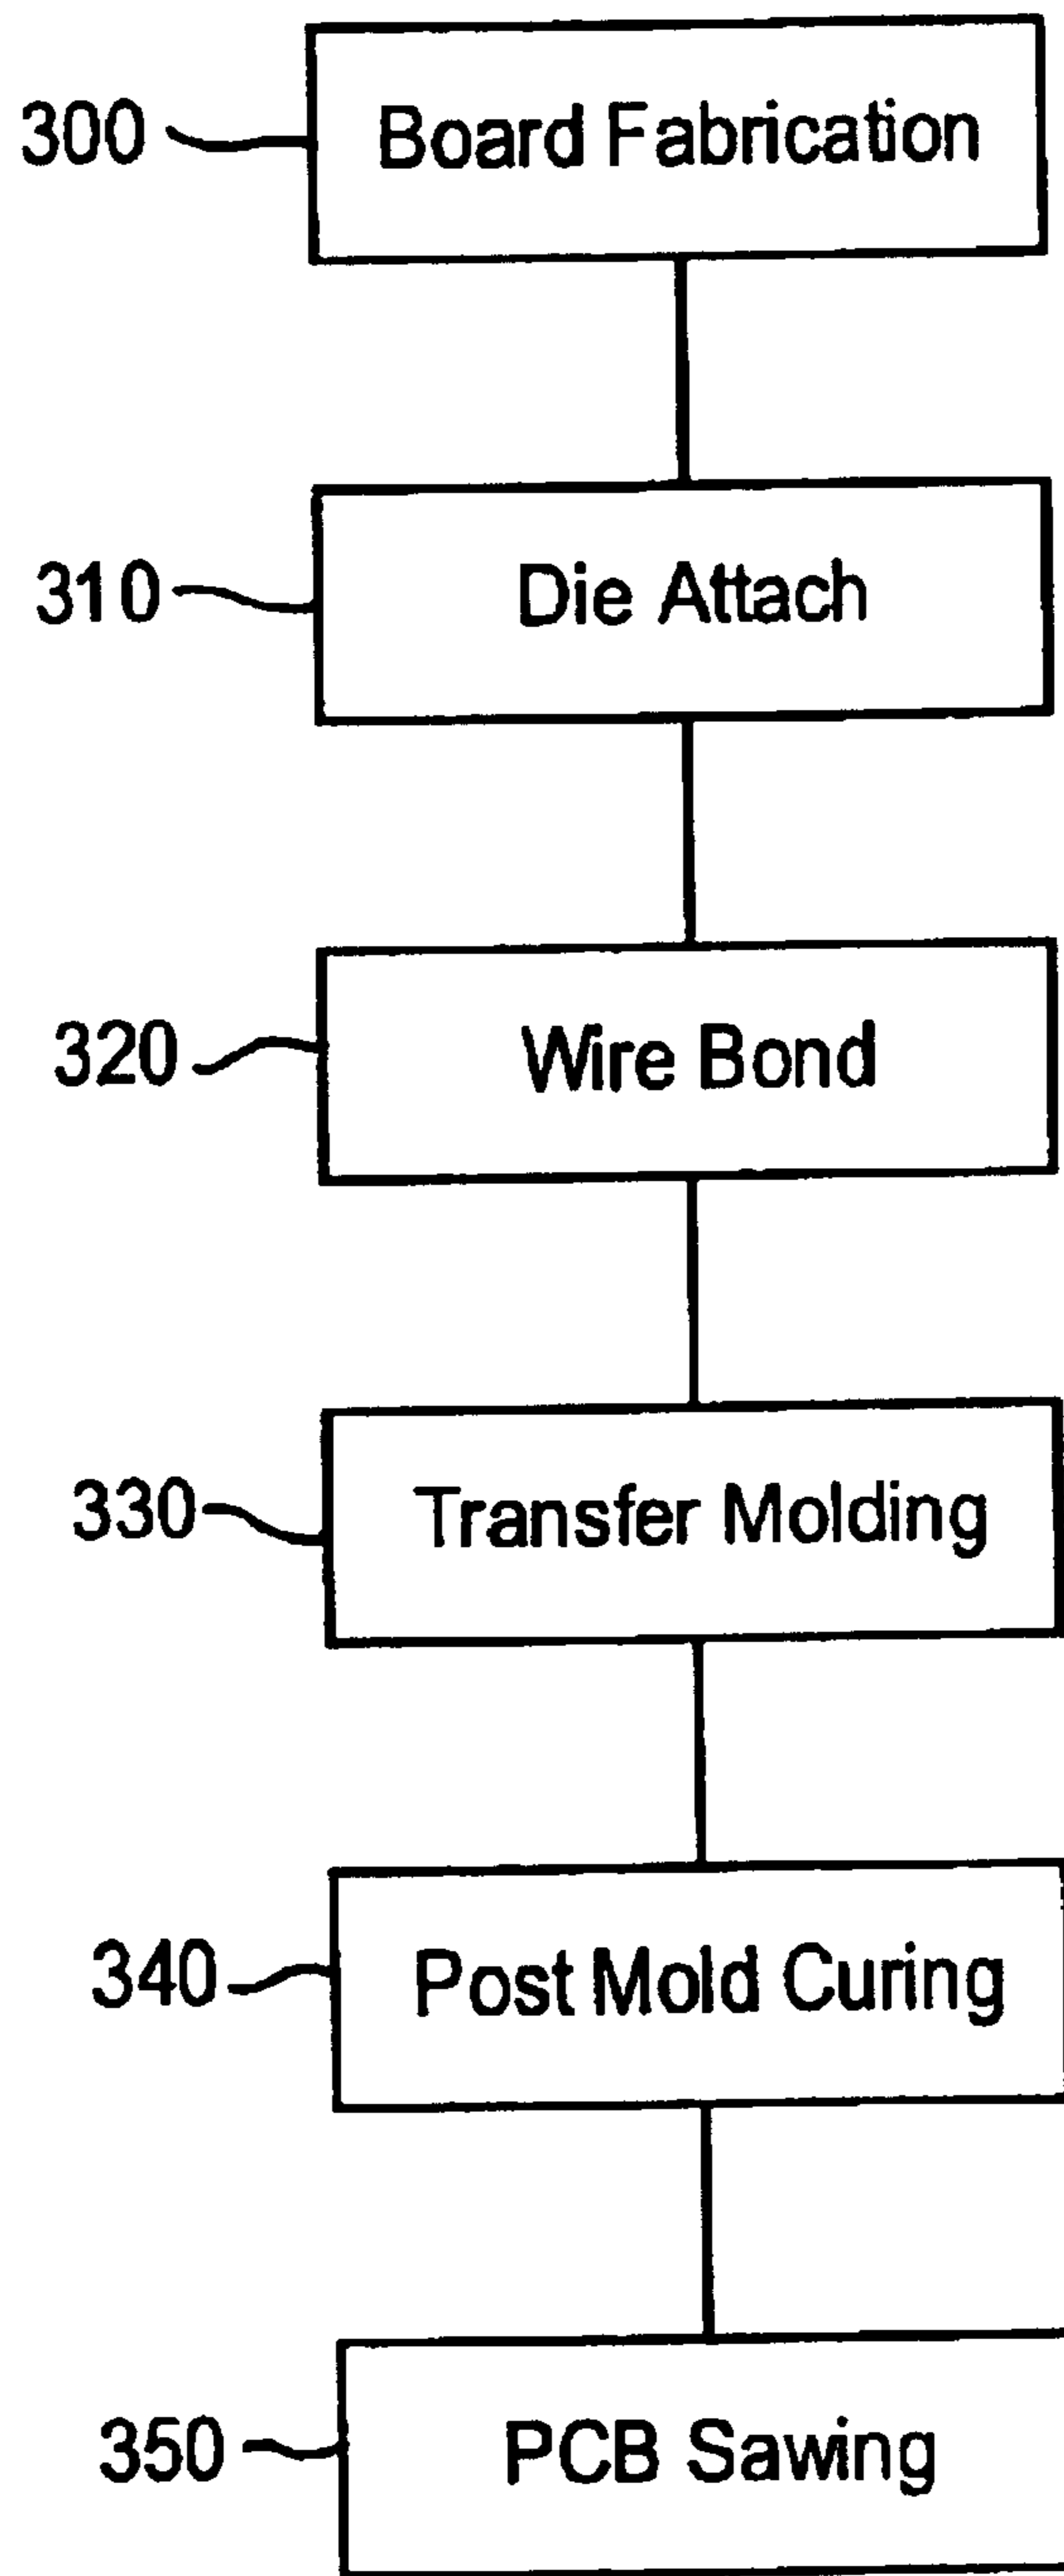 300 Board Fabrication
310 Die Attach
320 Wire Bond
330 Transfer Molding
340 Post Mold Curing
350 PCB Sawing